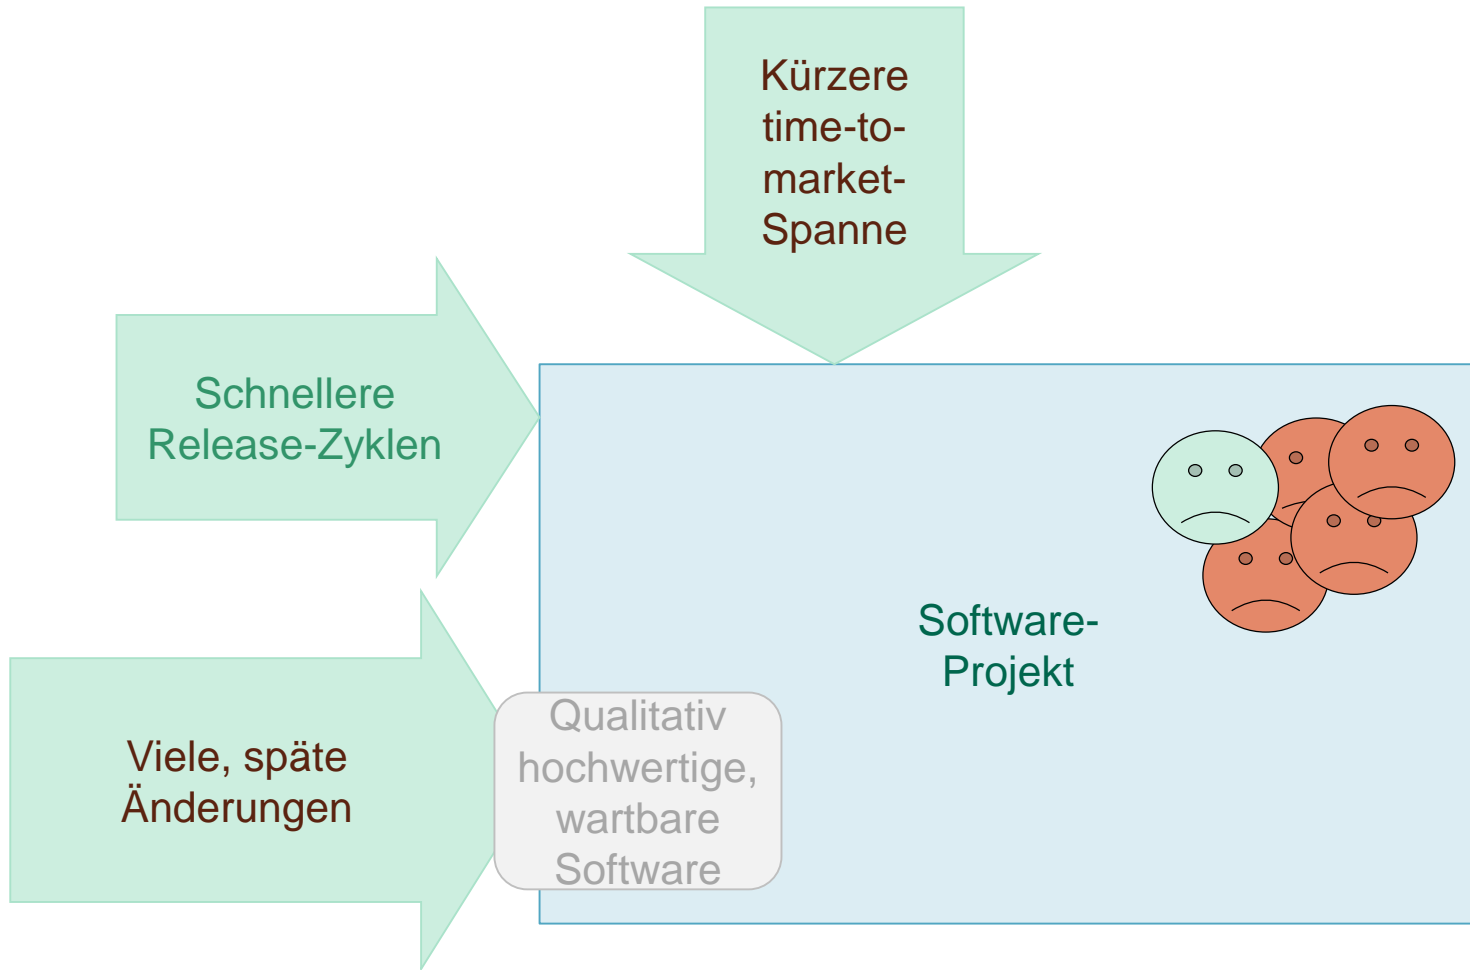 Kürzere
time-to-
market-
Spanne
Schnellere
Release-Zyklen
Software-
Projekt
Viele, späte
Änderungen
Qualitativ
hochwertige,
wartbare
Software